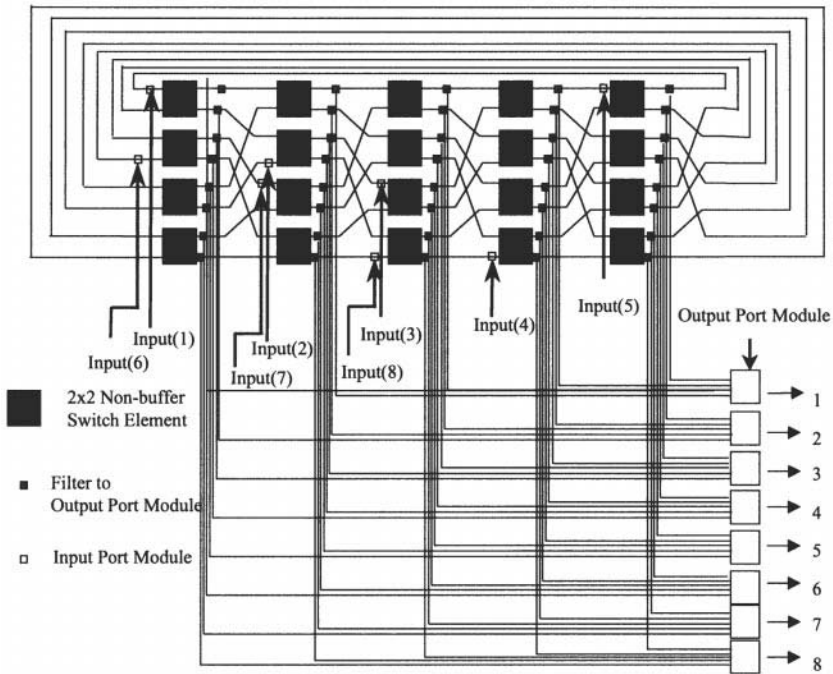 Input(1)
Input(6)
Input(2)
Input(7)
Input(3)
Input(8)
Input(4)
Input(5)
Output Port Module
2x2 Non-buffer
Switch Element
Filter to
Output Port Module
Input Port Module
1
2
3
4
5
6
7
8